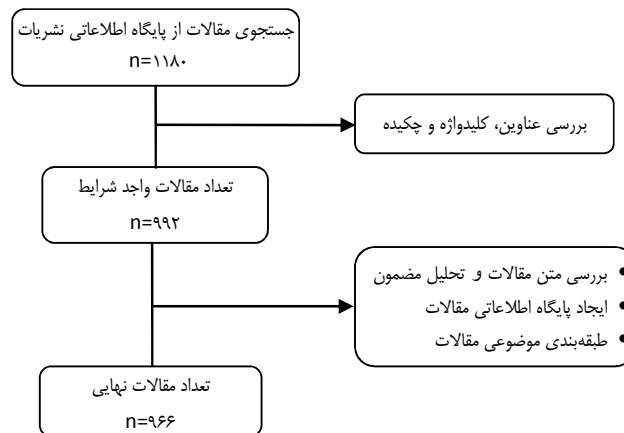 جستجوی مقالات از پایگاه اطلاعاتی نشریات
n=۱۱۸۰
بررسی عناوین، کلیدواژه و چکیده
تعداد مقالات واجد شرایط
n=۹۹۲
• بررسی متن مقالات و تحلیل مضمون
• ایجاد پایگاه اطلاعاتی مقالات
• طبقه‌بندی موضوعی مقالات
تعداد مقالات نهایی
n=۹۶۶